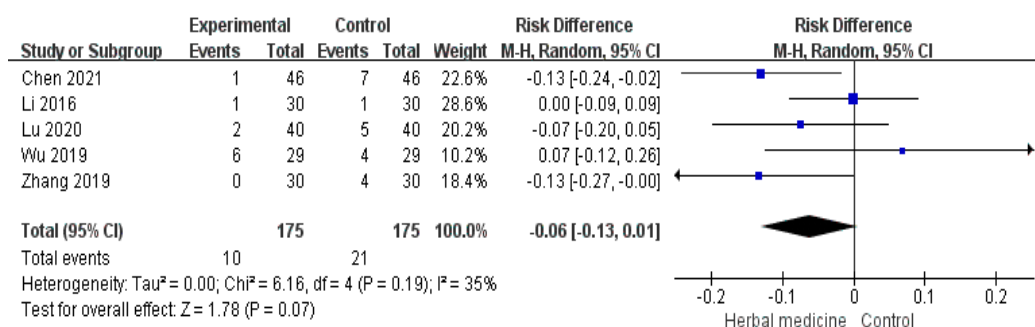 Experimental Control Risk Difference Risk Difference
Study or Subgroup Events Total Events Total Weight M-H, Random, 95% CI M-H, Random, 95% CI
Chen 2021 1 46 7 46 22.6% -0.13 [-0.24, -0.02]
Li 2016 1 30 1 30 28.6% 0.00 [-0.09, 0.09]
Lu 2020 2 40 5 40 20.2% -0.07 [-0.20, 0.05]
Wu 2019 6 29 4 29 10.2% 0.07 [-0.12, 0.26]
Zhang 2019 0 30 4 30 18.4% -0.13 [-0.27, -0.00]
Total (95% CI) 175 175 100.0% -0.06 [-0.13, 0.01]
Total events 10 21
Heterogeneity: Tau² = 0.00; Chi² = 6.16, df = 4 (P = 0.19); I² = 35%
Test for overall effect: Z = 1.78 (P = 0.07)
-0.2 -0.1 0 0.1 0.2
Herbal medicine Control